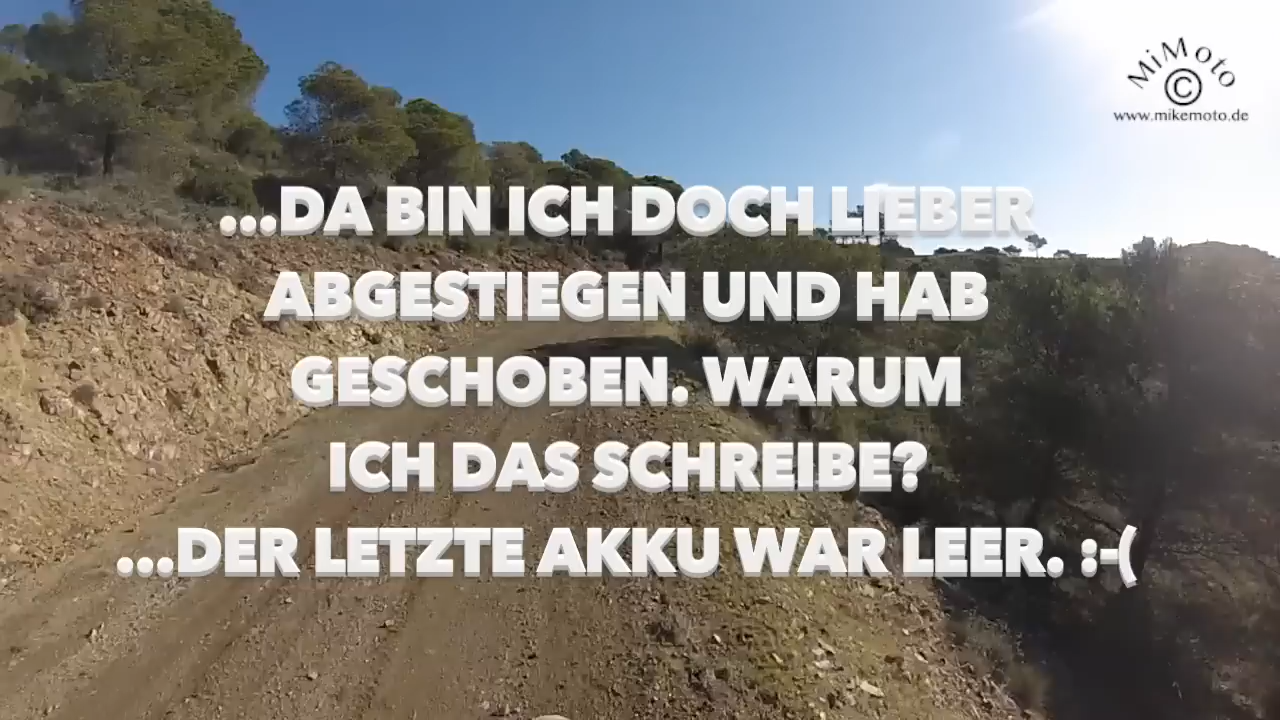 MiMoto
©
www.mikemoto.de
...DA BIN ICH DOCH LIEBER
ABGESTIEGEN UND HAB
GESCHOBEN. WARUM
ICH DAS SCHREIBE?
...DER LETZTE AKKU WAR LEER. :-(